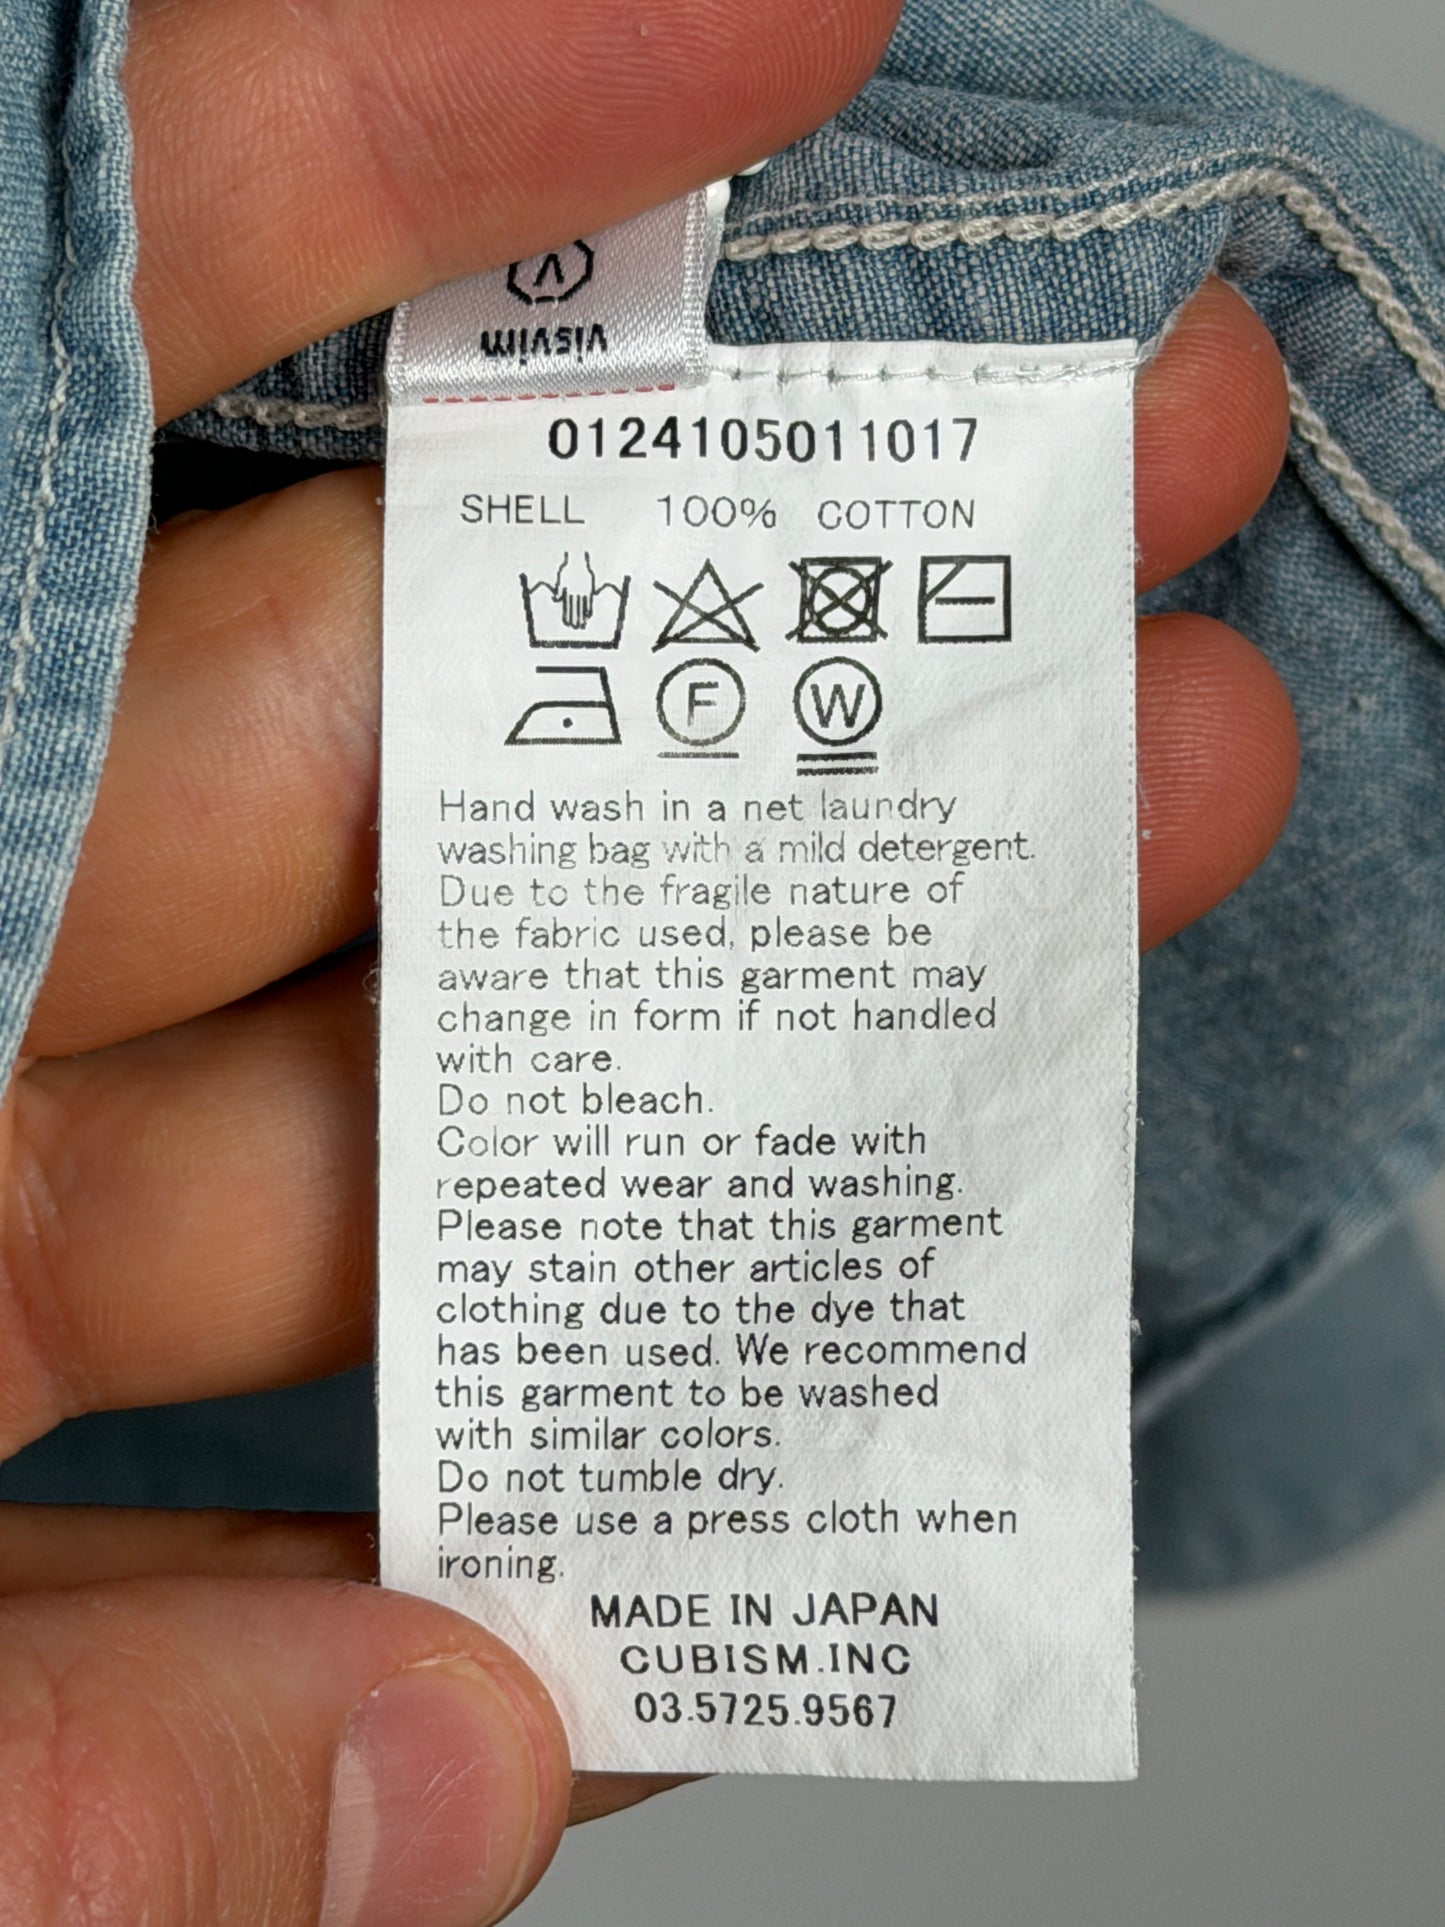 V
visvim
0124105011017
SHELL 100% COTTON
F W
Hand wash in a net laundry
washing bag with a mild detergent.
Due to the fragile nature of
the fabric used, please be
aware that this garment may
change in form if not handled
with care.
Do not bleach.
Color will run or fade with
repeated wear and washing.
Please note that this garment
may stain other articles of
clothing due to the dye that
has been used. We recommend
this garment to be washed
with similar colors.
Do not tumble dry.
Please use a press cloth when
ironing.
MADE IN JAPAN
CUBISM.INC
03.5725.9567